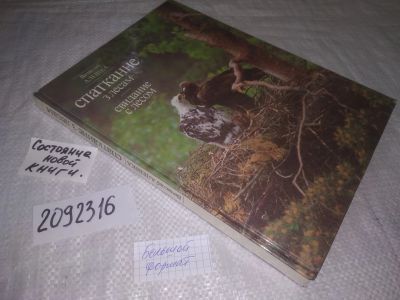 спатканне
з лесам
свидание
с лесом
Состояние
новой
книги.
2092316
большой
формат